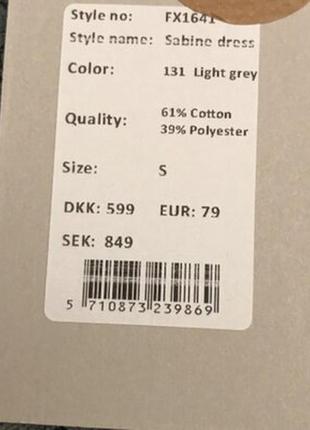 Style no: FX1641
Style name: Sabine dress
Color: 131 Light grey
Quality: 61% Cotton
39% Polyester
Size: S
DKK: 599 EUR: 79
SEK: 849
5 710873 239869